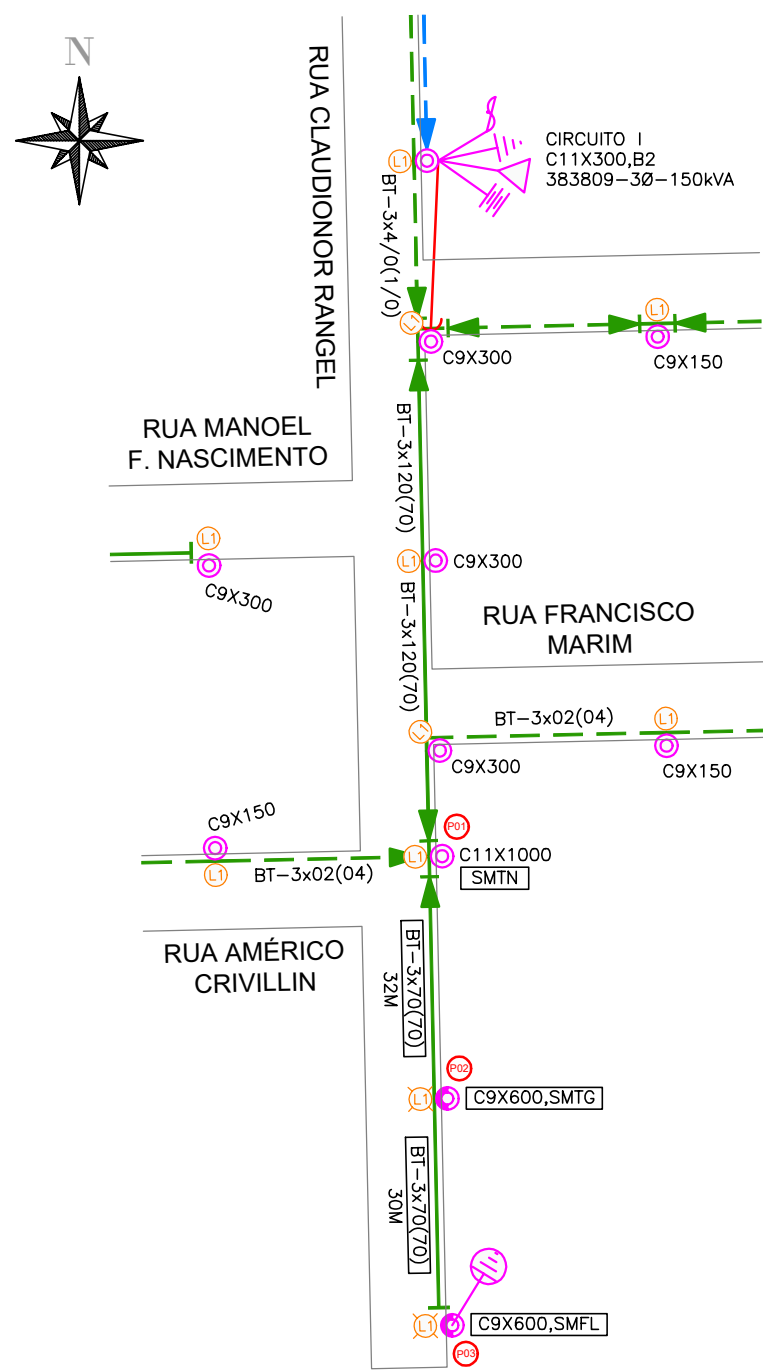 N
RUA CLAUDIONOR RANGEL
L1
CIRCUITO I
C11X300,B2
383809-3Ø-150kVA
BT-3x4/0(1/0)
L1
L1
C9X300
C9X150
RUA MANOEL
F. NASCIMENTO
BT-3x120(70)
L1
C9X300
L1
C9X300
BT-3x120(70)
RUA FRANCISCO
MARIM
L1
BT-3x02(04)
L1
C9X300
C9X150
C9X150
L1
BT-3x02(04)
P01
L1
C11X1000
SMTN
RUA AMÉRICO
CRIVILLIN
BT-3x70(70)
32M
P02
L1
C9X600,SMTG
BT-3x70(70)
30M
L1
C9X600,SMFL
P03